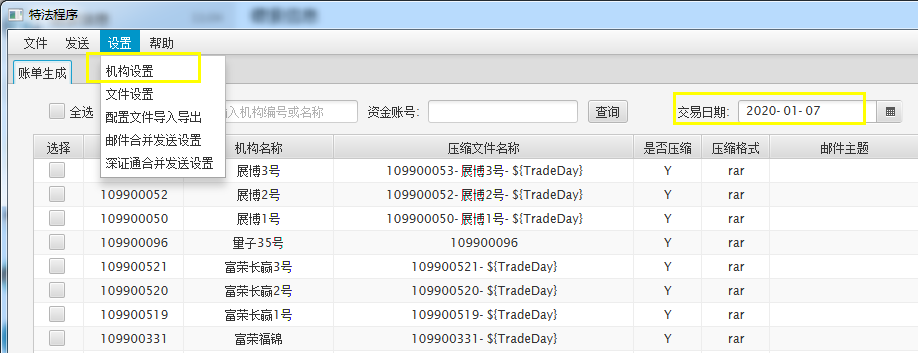 特法程序
文件 发送 设置 帮助
账单生成
机构设置
文件设置
配置文件导入导出
邮件合并发送设置
深证通合并发送设置
全选 输入机构编号或名称 资金账号: 查询 交易日期: 2020-01-07
选择 机构名称 压缩文件名称 是否压缩 压缩格式 邮件主题
展博3号 109900053-展博3号-${TradeDay} Y rar
109900052 展博2号 109900052-展博2号-${TradeDay} Y rar
109900050 展博1号 109900050-展博1号-${TradeDay} Y rar
109900096 量子35号 109900096 Y rar
109900521 富荣长赢3号 109900521-${TradeDay} Y rar
109900520 富荣长赢2号 109900520-${TradeDay} Y rar
109900519 富荣长赢1号 109900519-${TradeDay} Y rar
109900331 富荣福锦 109900331-${TradeDay} Y rar